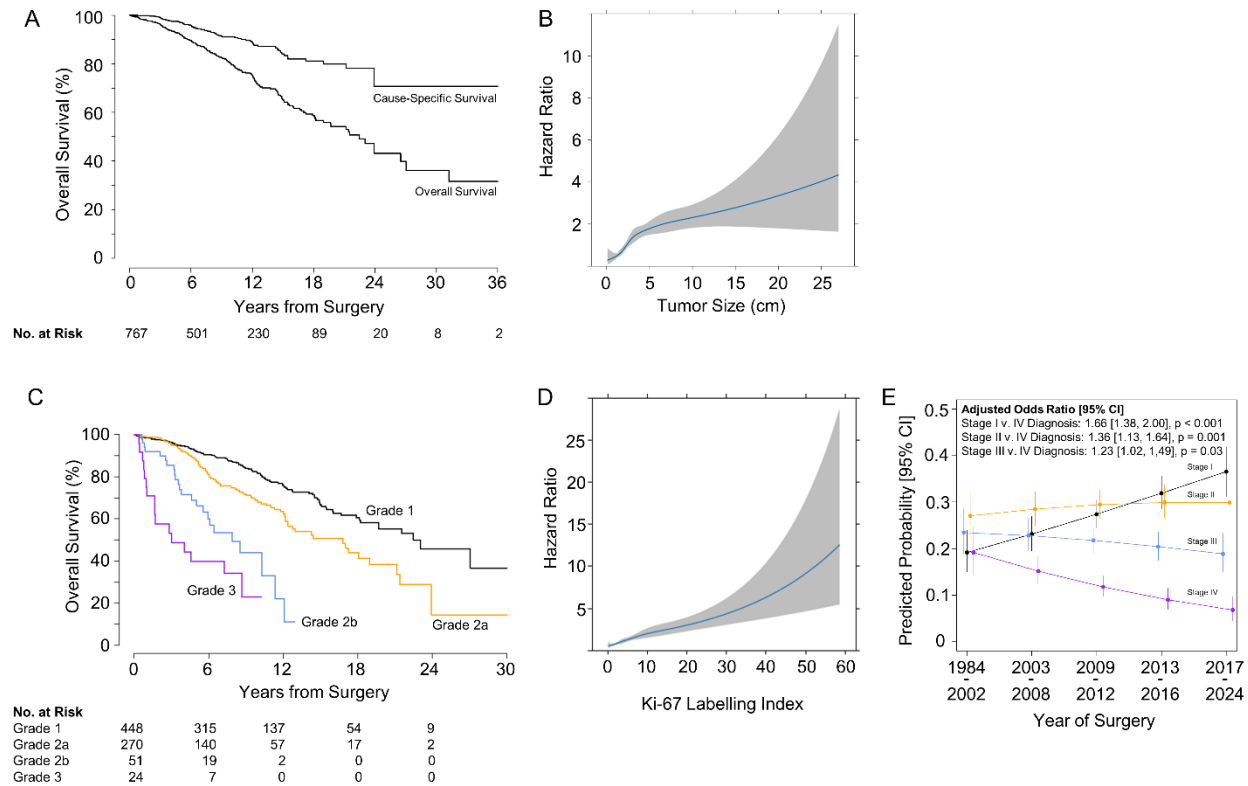 A
Overall Survival (%)
100
80
60
40
30
0
Cause-Specific Survival
Overall Survival
0 6 12 18 24 30 36
Years from Surgery
No. at Risk 767 501 230 89 20 8 2
B
Hazard Ratio
10
8
6
4
2
0 5 10 15 20 25
Tumor Size (cm)
C
Overall Survival (%)
100
80
60
40
20
0
Grade 1
Grade 3
Grade 2b
Grade 2a
0 6 12 18 24 30
Years from Surgery
No. at Risk
Grade 1 448 315 137 54 9
Grade 2a 270 140 57 17 2
Grade 2b 51 19 2 0 0
Grade 3 24 7 0 0 0
D
Hazard Ratio
25
20
15
10
5
0 10 20 30 40 50 60
Ki-67 Labelling Index
E
Predicted Probability [95% CI]
0.5
0.4
0.3
0.2
0.1
0
Adjusted Odds Ratio [95% CI]
Stage I v. IV Diagnosis: 1.66 [1.38, 2.00], p < 0.001
Stage II v. IV Diagnosis: 1.36 [1.13, 1.64], p = 0.001
Stage III v. IV Diagnosis: 1.23 [1.02, 1,49], p = 0.03
Stage I
Stage II
Stage III
Stage IV
1984 2003 2009 2013 2017
- - - - -
2002 2008 2012 2016 2024
Year of Surgery